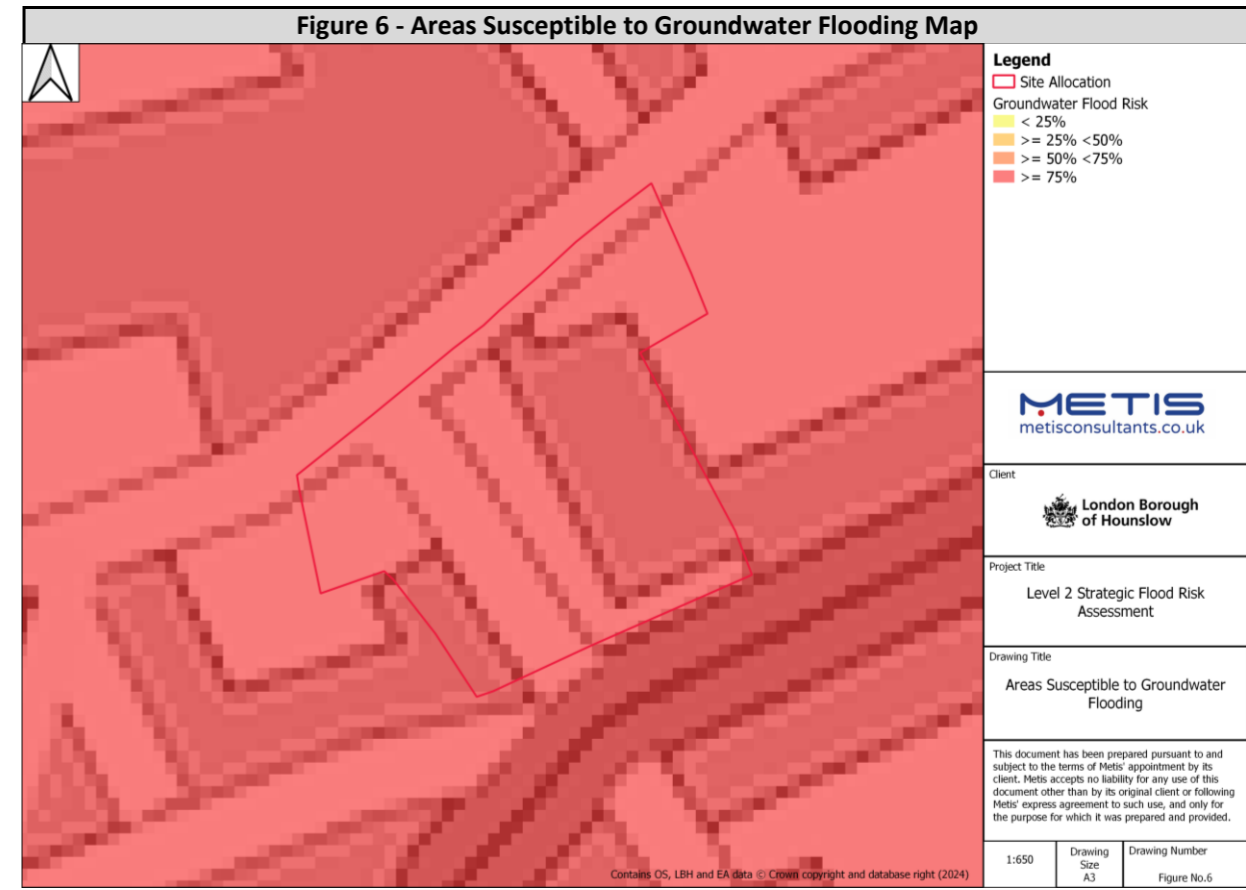 Figure 6 - Areas Susceptible to Groundwater Flooding Map
Legend
Site Allocation
Groundwater Flood Risk
< 25%
>= 25% <50%
>= 50% <75%
>= 75%
METIS
metisconsultants.co.uk
Client
London Borough
of Hounslow
Project Title
Level 2 Strategic Flood Risk
Assessment
Drawing Title
Areas Susceptible to Groundwater
Flooding
This document has been prepared pursuant to and
subject to the terms of Metis' appointment by its
client. Metis accepts no liability for any use of this
document other than by its original client or following
Metis' express agreement to such use, and only for
the purpose for which it was prepared and provided.
1:650
Drawing
Size
A3
Drawing Number
Figure No.6
Contains OS, LBH and EA data © Crown copyright and database right (2024)